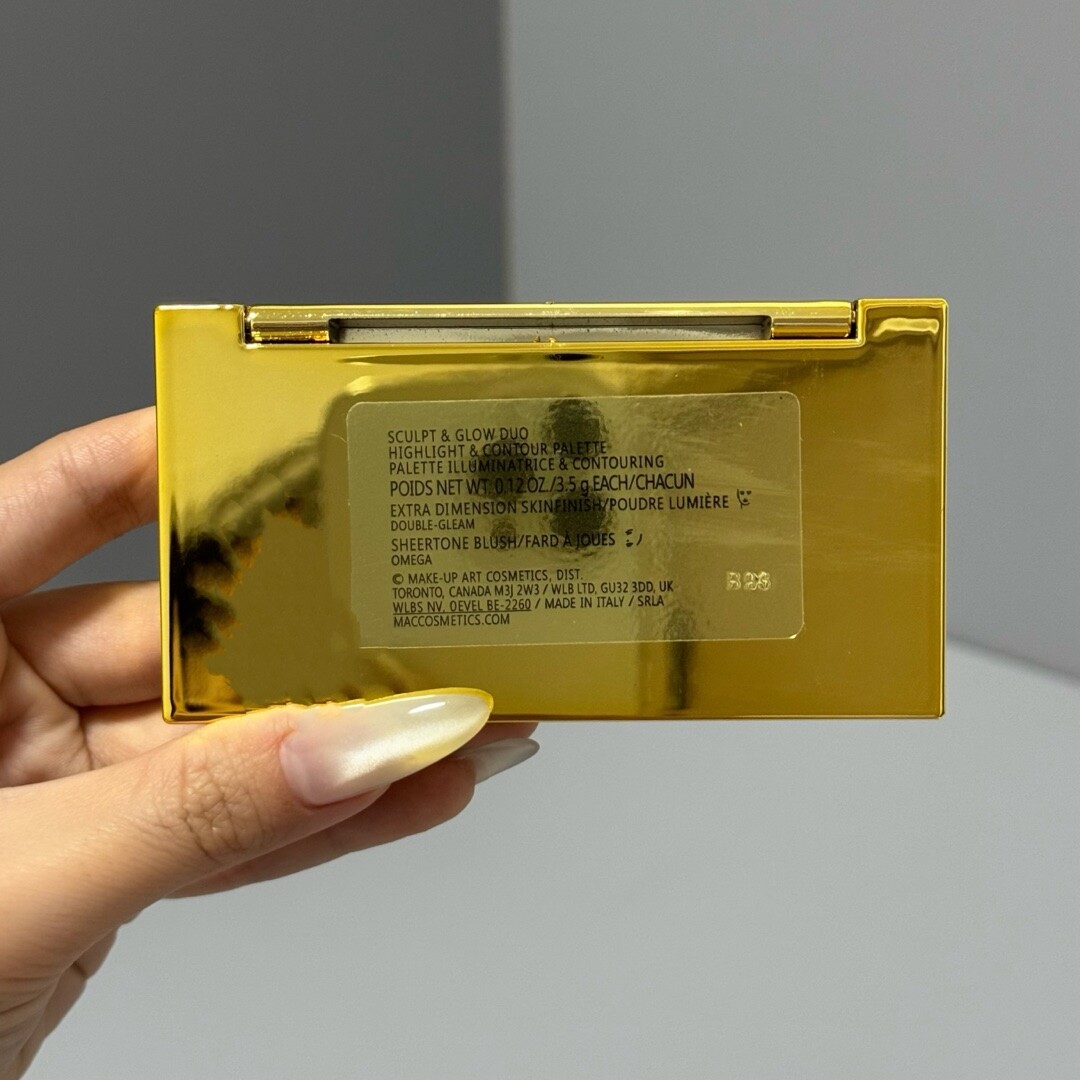 SCULPT & GLOW DUO
HIGHLIGHT & CONTOUR PALETTE
PALETTE ILLUMINATRICE & CONTOURING
POIDS NET WT. 0.12 OZ./3.5 g EACH/CHACUN
EXTRA DIMENSION SKINFINISH/POUDRE LUMIÈRE
DOUBLE-GLEAM
SHEERTONE BLUSH/FARD À JOUES
OMEGA
© MAKE-UP ART COSMETICS, DIST.
TORONTO, CANADA M3J 2W3 / WLB LTD, GU32 3DD, UK
WLBS NV, OEVEL BE-2260 / MADE IN ITALY / SRLA
MACCOSMETICS.COM